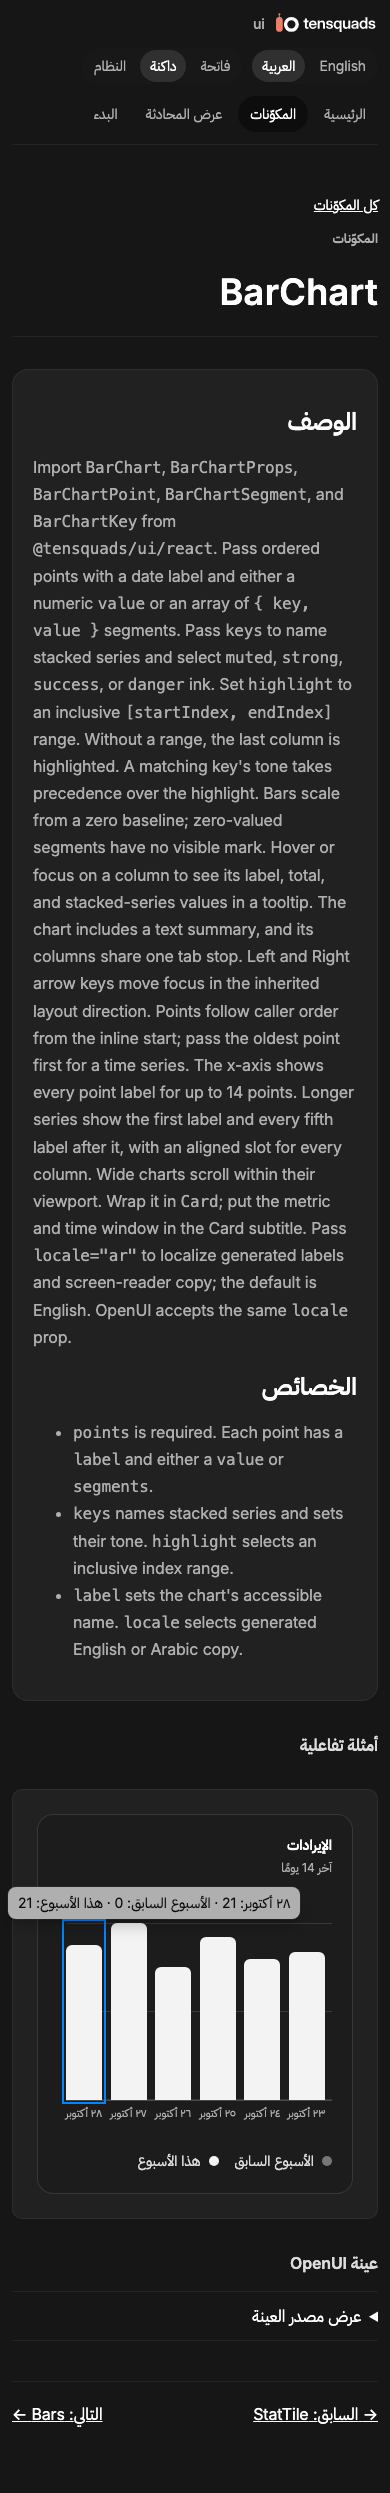 tensquads ui
English العربية فاتحة داكنة النظام
الرئيسية المكوّنات عرض المحادثة البدء
كل المكوّنات
المكوّنات
BarChart
الوصف
Import BarChart, BarChartProps,
BarChartPoint, BarChartSegment, and
BarChartKey from
@tensquads/ui/react. Pass ordered
points with a date label and either a
numeric value or an array of { key,
value } segments. Pass keys to name
stacked series and select muted, strong,
success, or danger ink. Set highlight to
an inclusive [startIndex, endIndex]
range. Without a range, the last column is
highlighted. A matching key's tone takes
precedence over the highlight. Bars scale
from a zero baseline; zero-valued
segments have no visible mark. Hover or
focus on a column to see its label, total,
and stacked-series values in a tooltip. The
chart includes a text summary, and its
columns share one tab stop. Left and Right
arrow keys move focus in the inherited
layout direction. Points follow caller order
from the inline start; pass the oldest point
first for a time series. The x-axis shows
every point label for up to 14 points. Longer
series show the first label and every fifth
label after it, with an aligned slot for every
column. Wide charts scroll within their
viewport. Wrap it in Card; put the metric
and time window in the Card subtitle. Pass
locale="ar" to localize generated labels
and screen-reader copy; the default is
English. OpenUI accepts the same locale
prop.
الخصائص
• points is required. Each point has a
label and either a value or
segments.
• keys names stacked series and sets
their tone. highlight selects an
inclusive index range.
• label sets the chart's accessible
name. locale selects generated
English or Arabic copy.
أمثلة تفاعلية
الإيرادات
آخر 14 يومًا
٢٨ أكتوبر: 21 · الأسبوع السابق: 0 · هذا الأسبوع: 21
٢٣ أكتوبر ٢٤ أكتوبر ٢٥ أكتوبر ٢٦ أكتوبر ٢٧ أكتوبر ٢٨ أكتوبر
الأسبوع السابق هذا الأسبوع
عينة OpenUI
◀ عرض مصدر العينة
→ السابق: StatTile التالي: Bars ←